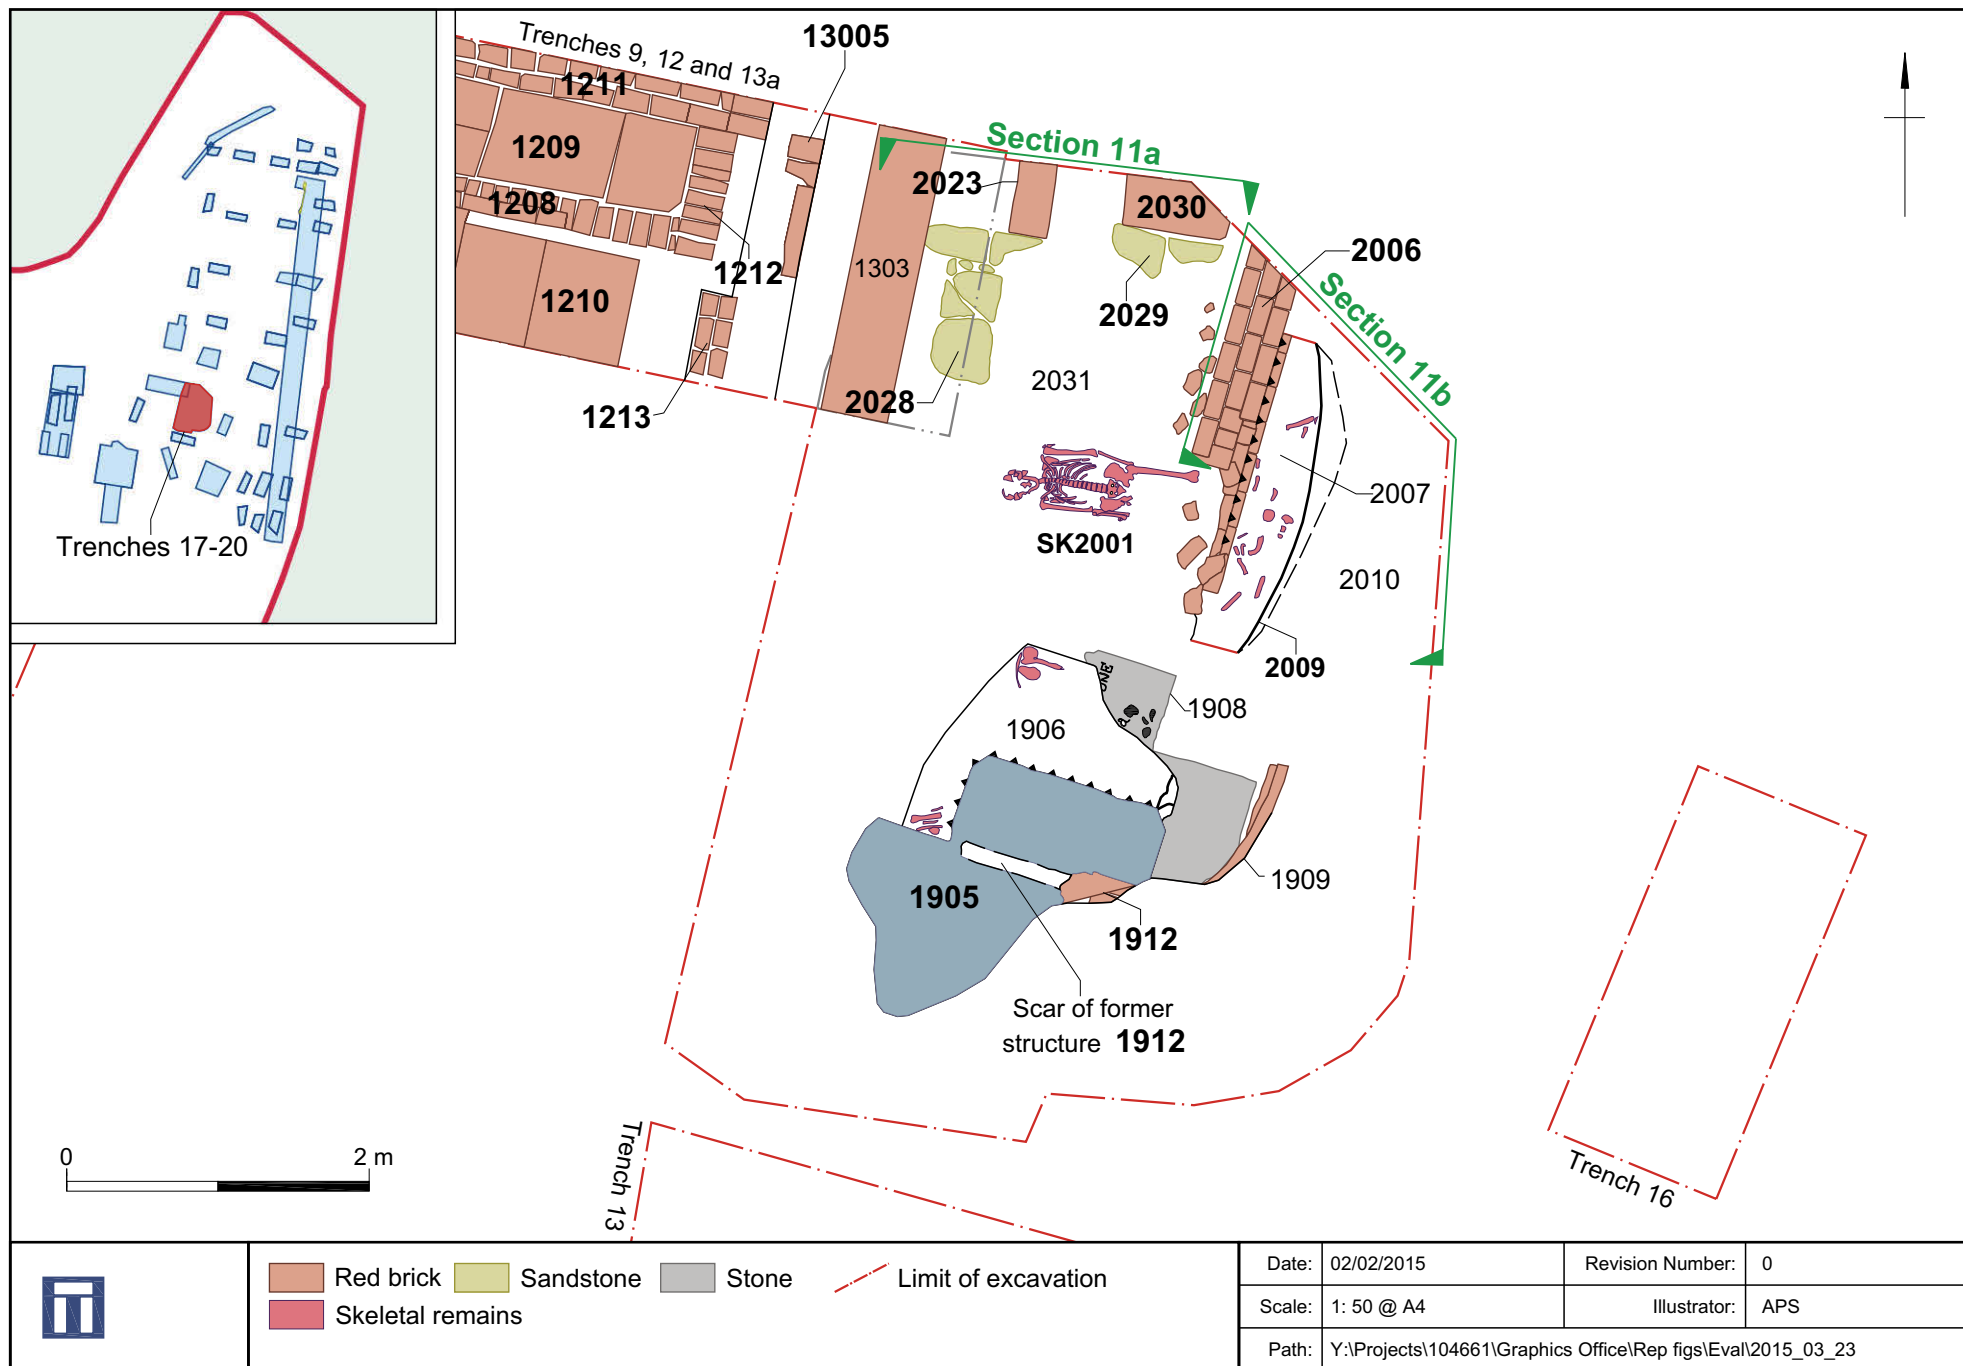 Trenches 9, 12 and 13a
13005
1211
Section 11a
1209
2023
1208
2030
2006
1212
1303
1210
2029
Section 11b
2031
1213
2028
2007
Trenches 17-20
SK2001
2010
2009
1908
1906
1909
1905
1912
Scar of former
structure 1912
0 2 m
Trench 13
Trench 16
Red brick
Sandstone
Stone
Limit of excavation
Skeletal remains
Date: 02/02/2015
Revision Number: 0
Scale: 1: 50 @ A4
Illustrator: APS
Path: Y:\Projects\104661\Graphics Office\Rep figs\Eval\2015_03_23